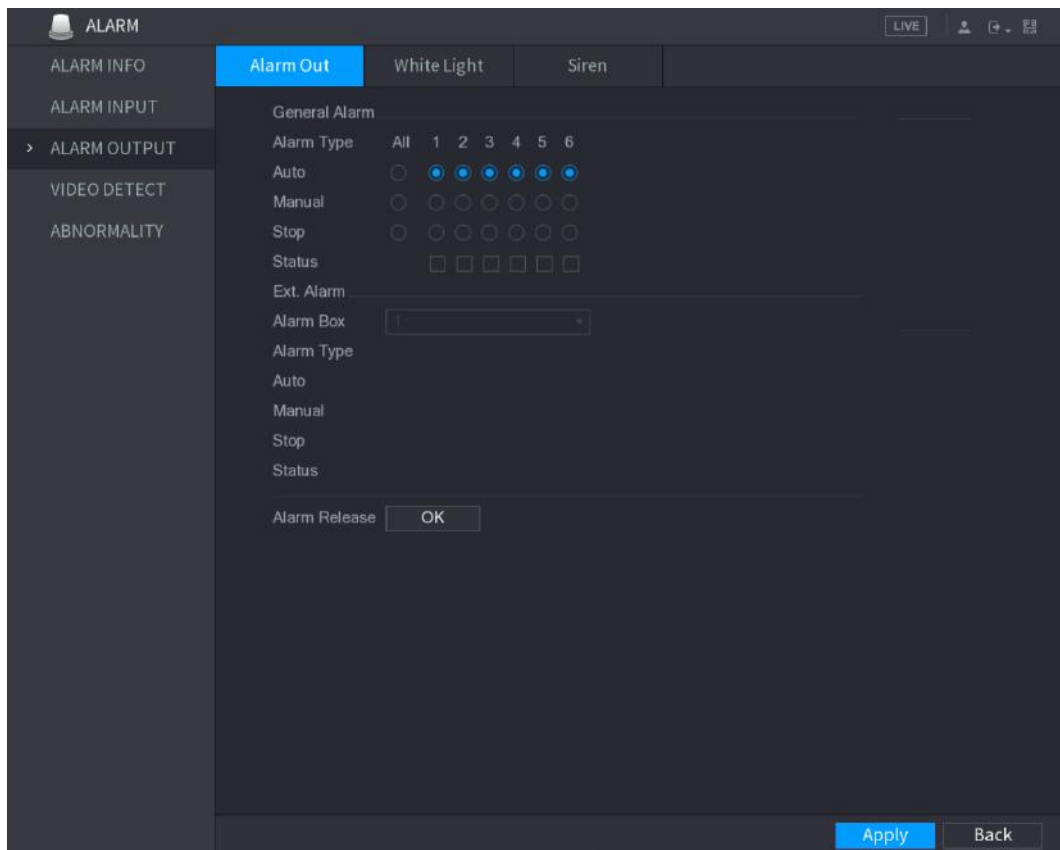 ALARM
LIVE
ALARM INFO
ALARM INPUT
> ALARM OUTPUT
VIDEO DETECT
ABNORMALITY
Alarm Out White Light Siren
General Alarm
Alarm Type All 1 2 3 4 5 6
Auto
Manual
Stop
Status
Ext. Alarm
Alarm Box 1
Alarm Type
Auto
Manual
Stop
Status
Alarm Release OK
Apply Back